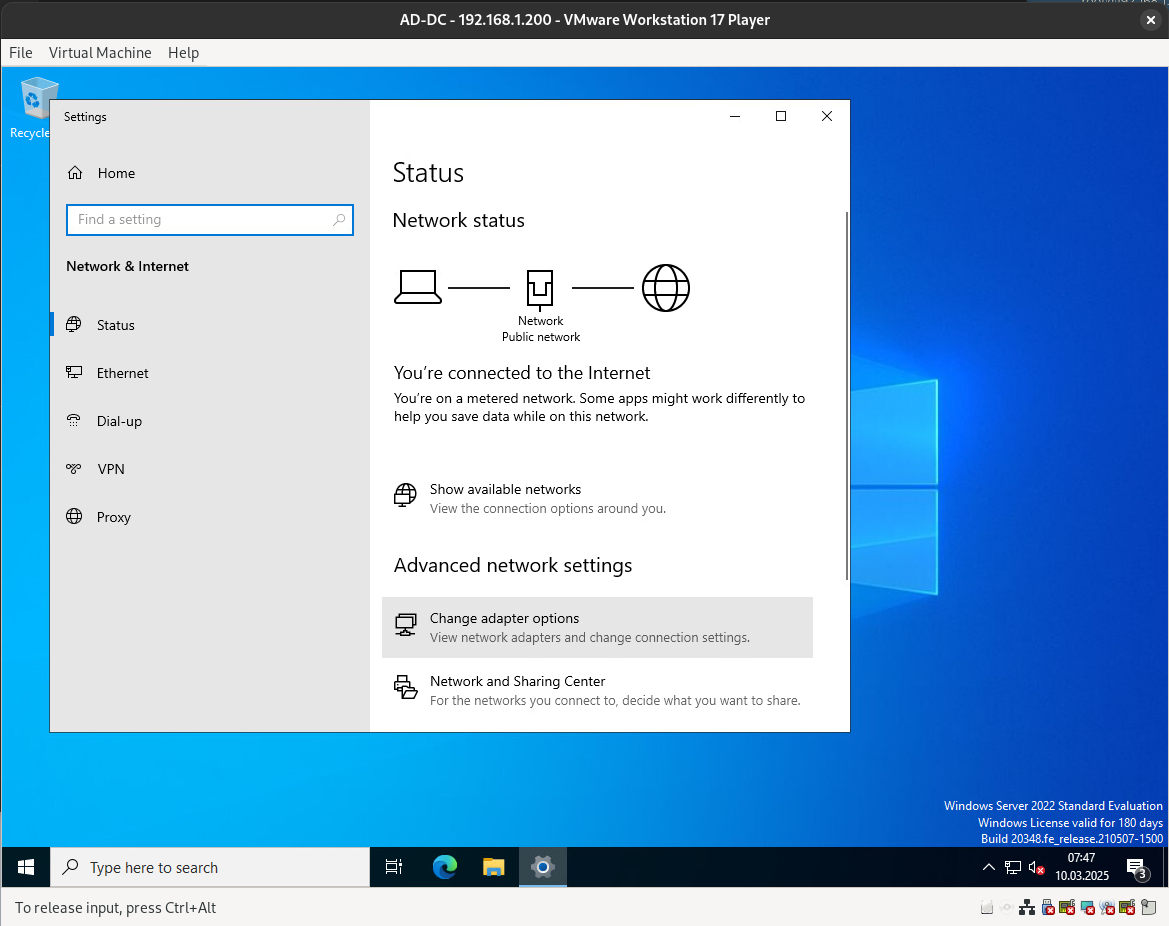 AD-DC - 192.168.1.200 - VMware Workstation 17 Player
File Virtual Machine Help
Recycle
Settings
Home
Find a setting
Network & Internet
Status
Ethernet
Dial-up
VPN
Proxy
Status
Network status
Network
Public network
You're connected to the Internet
You're on a metered network. Some apps might work differently to
help you save data while on this network.
Show available networks
View the connection options around you.
Advanced network settings
Change adapter options
View network adapters and change connection settings.
Network and Sharing Center
For the networks you connect to, decide what you want to share.
Windows Server 2022 Standard Evaluation
Windows License valid for 180 days
Build 20348.fe_release.210507-1500
Type here to search
07:47
10.03.2025
3
To release input, press Ctrl+Alt